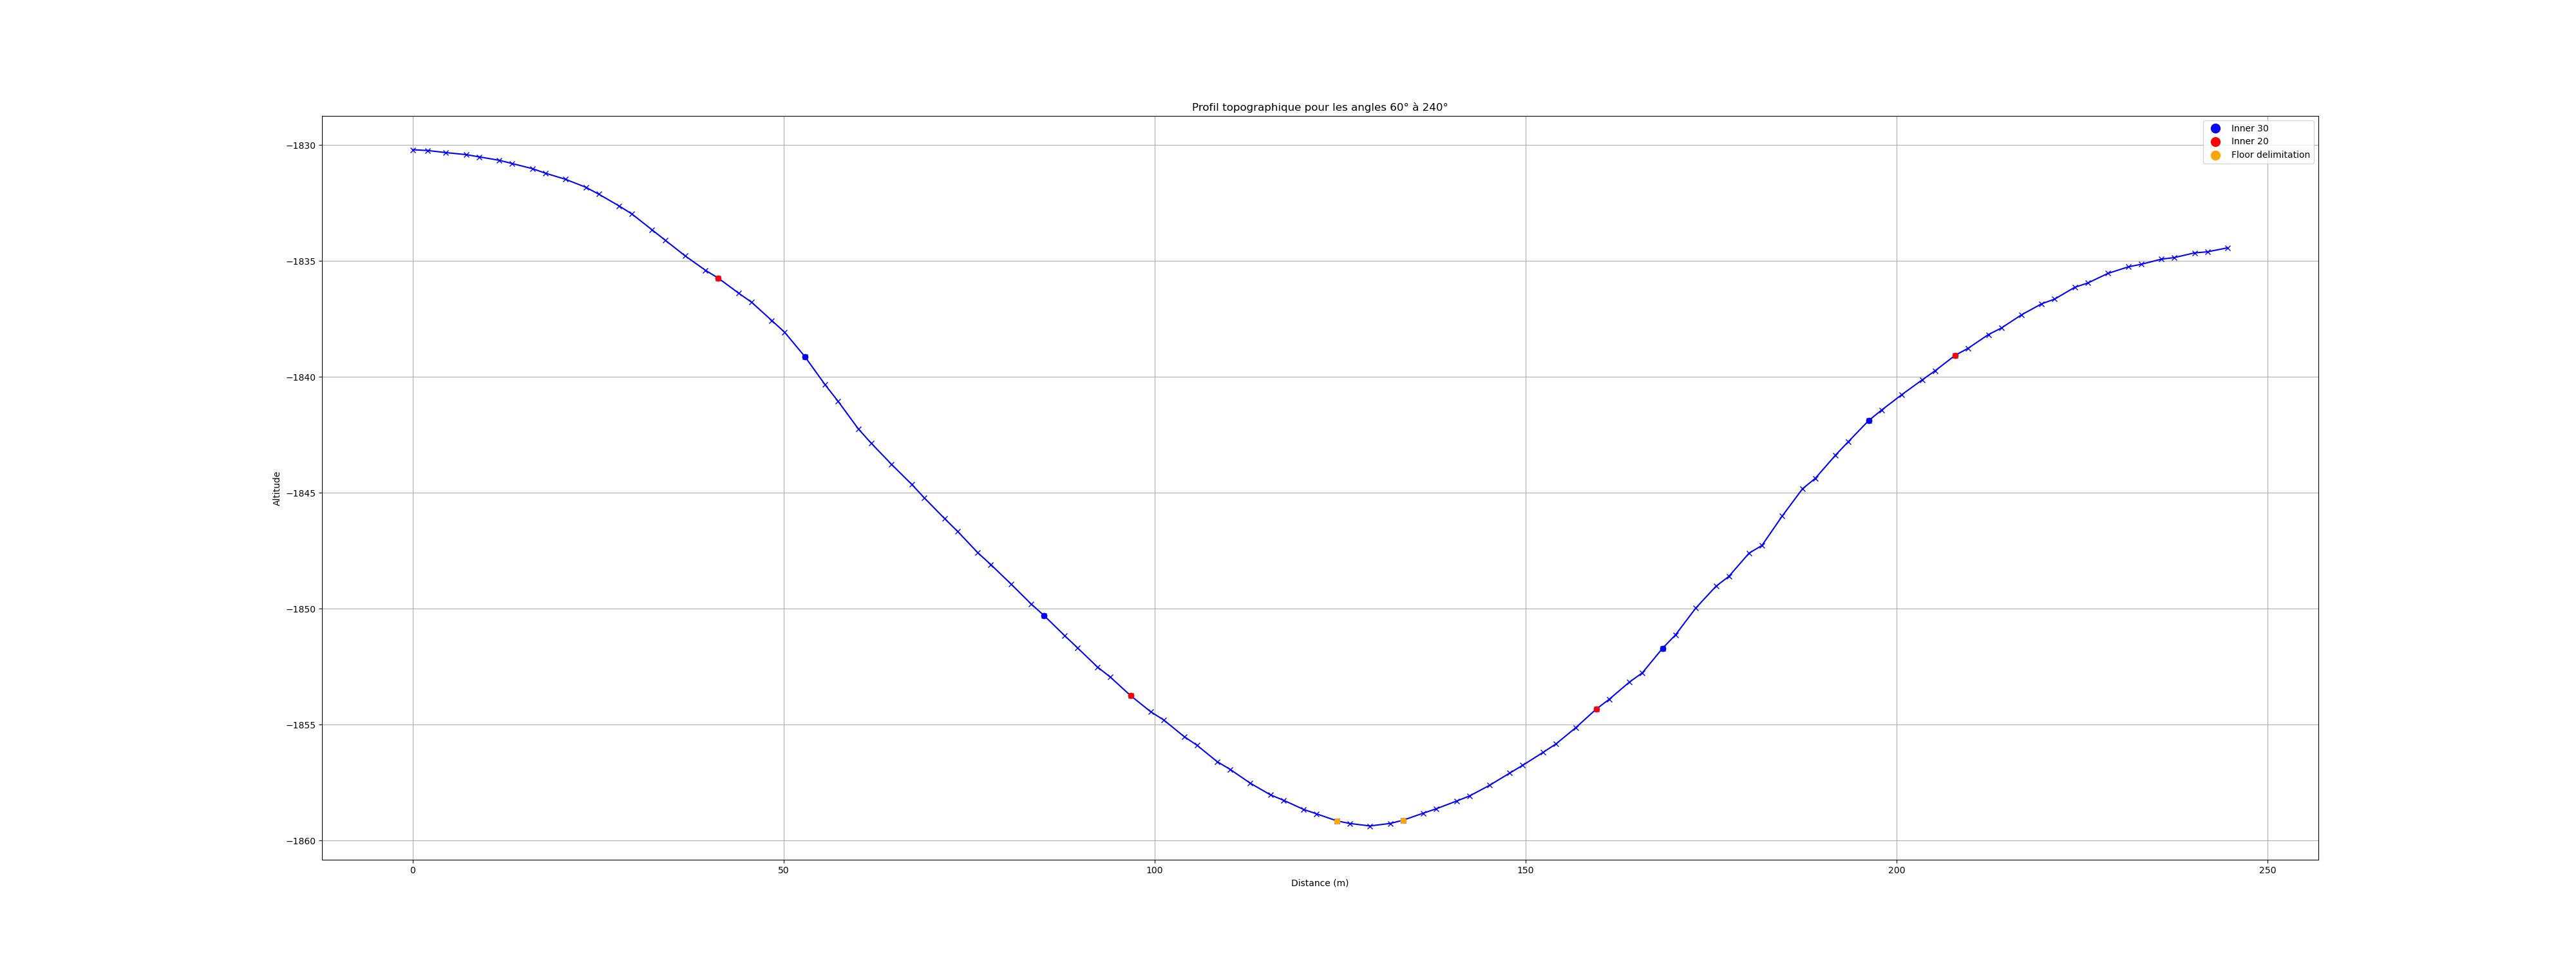 Profil topographique pour les angles 60° à 240°
Inner 30
Inner 20
Floor delimitation
−1830
−1835
−1840
−1845
−1850
−1855
−1860
Altitude
0 50 100 150 200 250
Distance (m)